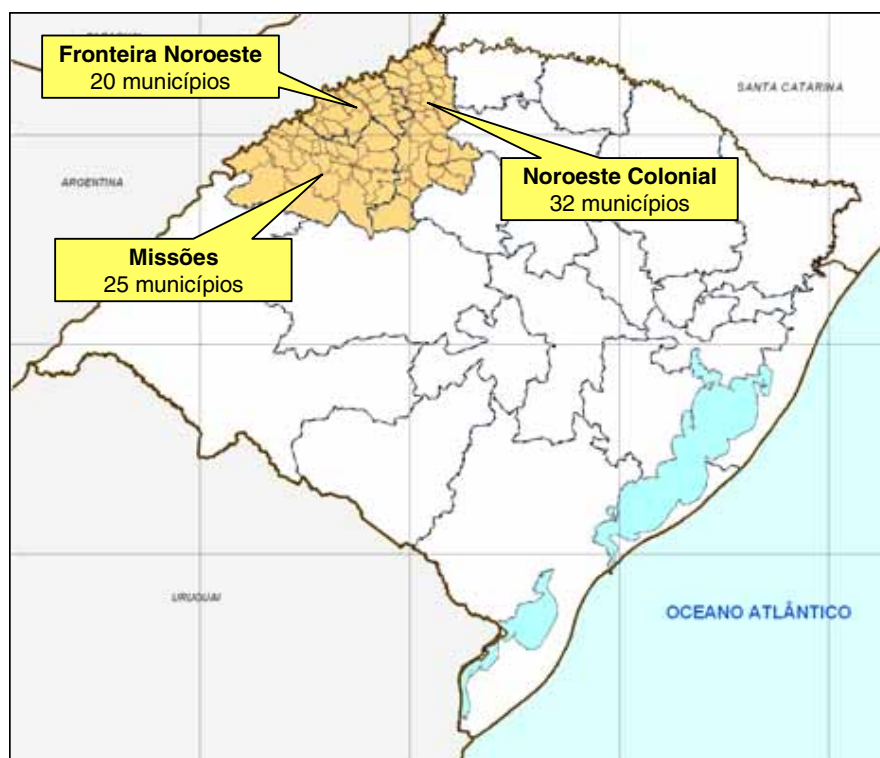 Fronteira Noroeste
20 municípios
SANTA CATARINA
ARGENTINA
Noroeste Colonial
32 municípios
Missões
25 municípios
URUGUAI
OCEANO ATLÂNTICO